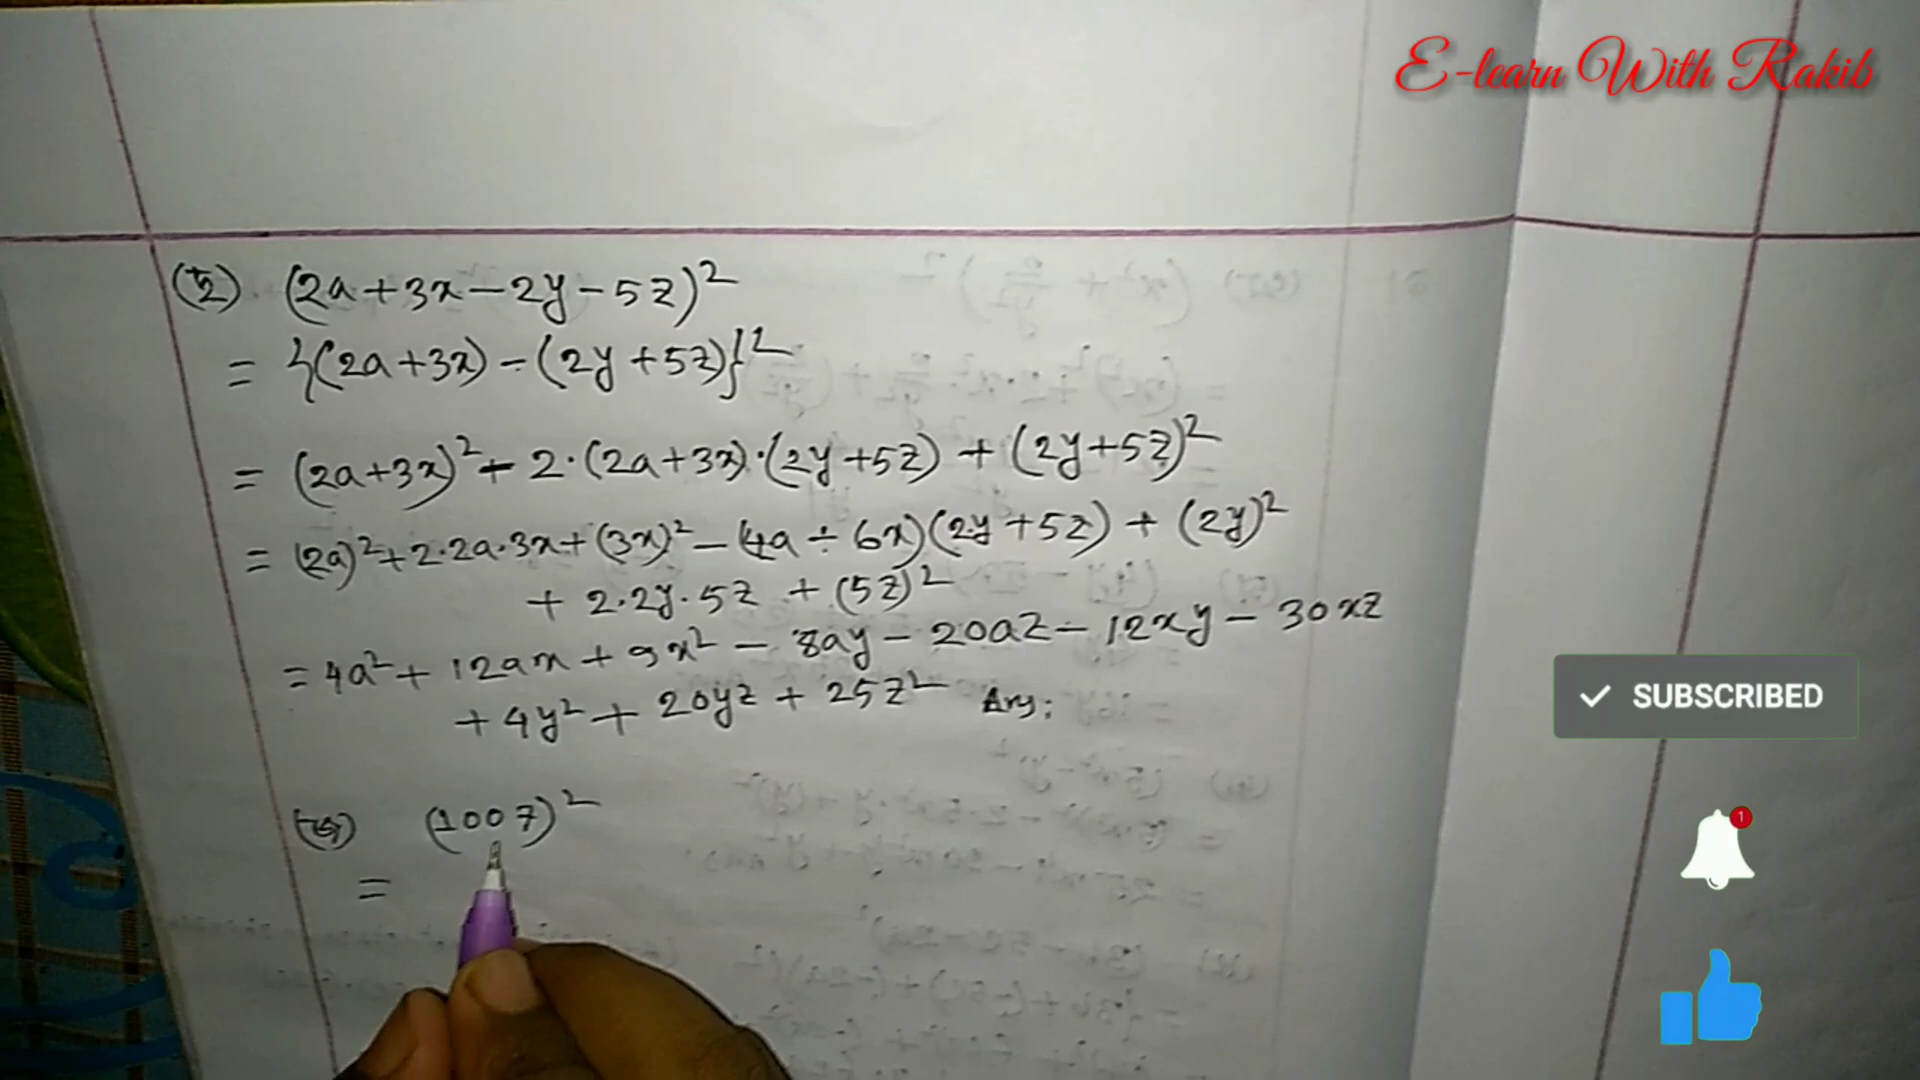 E-learn With Rakib
(2a+3x-2y-5z)²
= {(2a+3x)-(2y+5z)}²
= (2a+3x)² - 2·(2a+3x)·(2y+5z) + (2y+5z)²
= (2a)²+2·2a·3x+(3x)² - (4a + 6x)(2y+5z) + (2y)²
+ 2·2y·5z + (5z)²
= 4a² + 12ax + 9x² - 8ay - 20az - 12xy - 30xz
+ 4y² + 20yz + 25z² Ans:
SUBSCRIBED
(1007)²
1
=